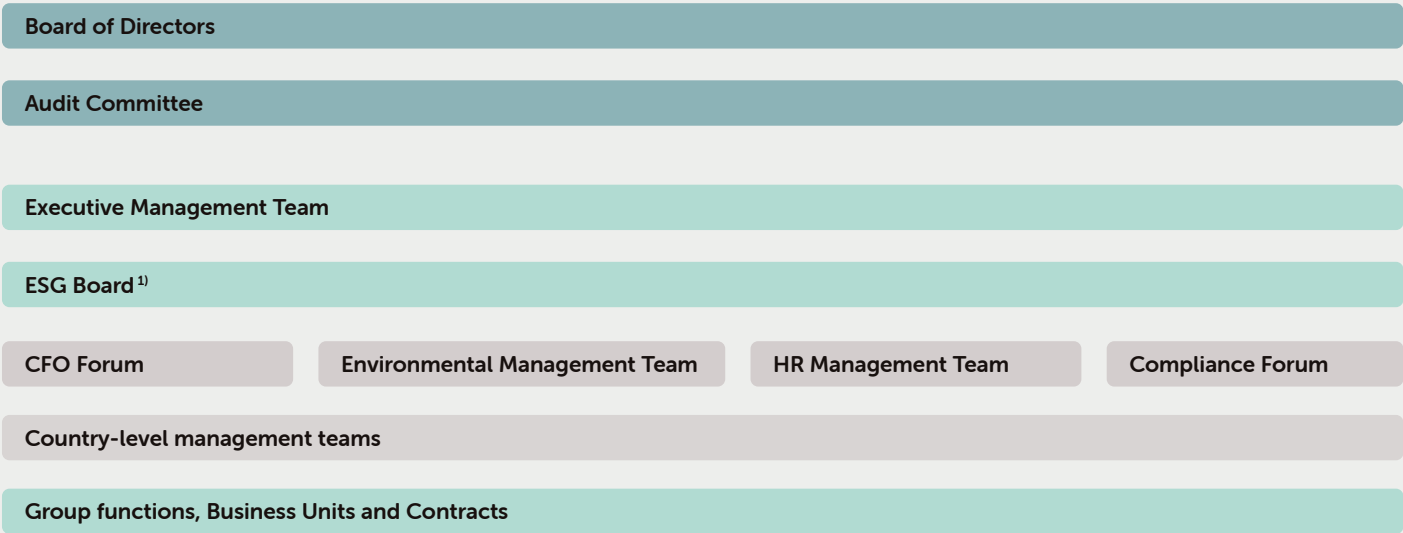 Board of Directors
Audit Committee
Executive Management Team
ESG Board 1)
CFO Forum
Environmental Management Team
HR Management Team
Compliance Forum
Country-level management teams
Group functions, Business Units and Contracts